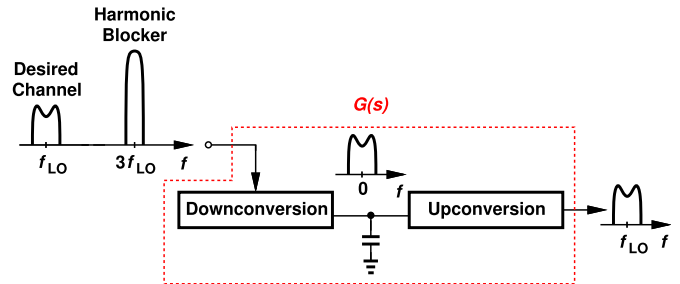 Harmonic
Blocker
Desired
Channel
f LO
3f LO
f
G(s)
0
f
Downconversion
Upconversion
f LO
f